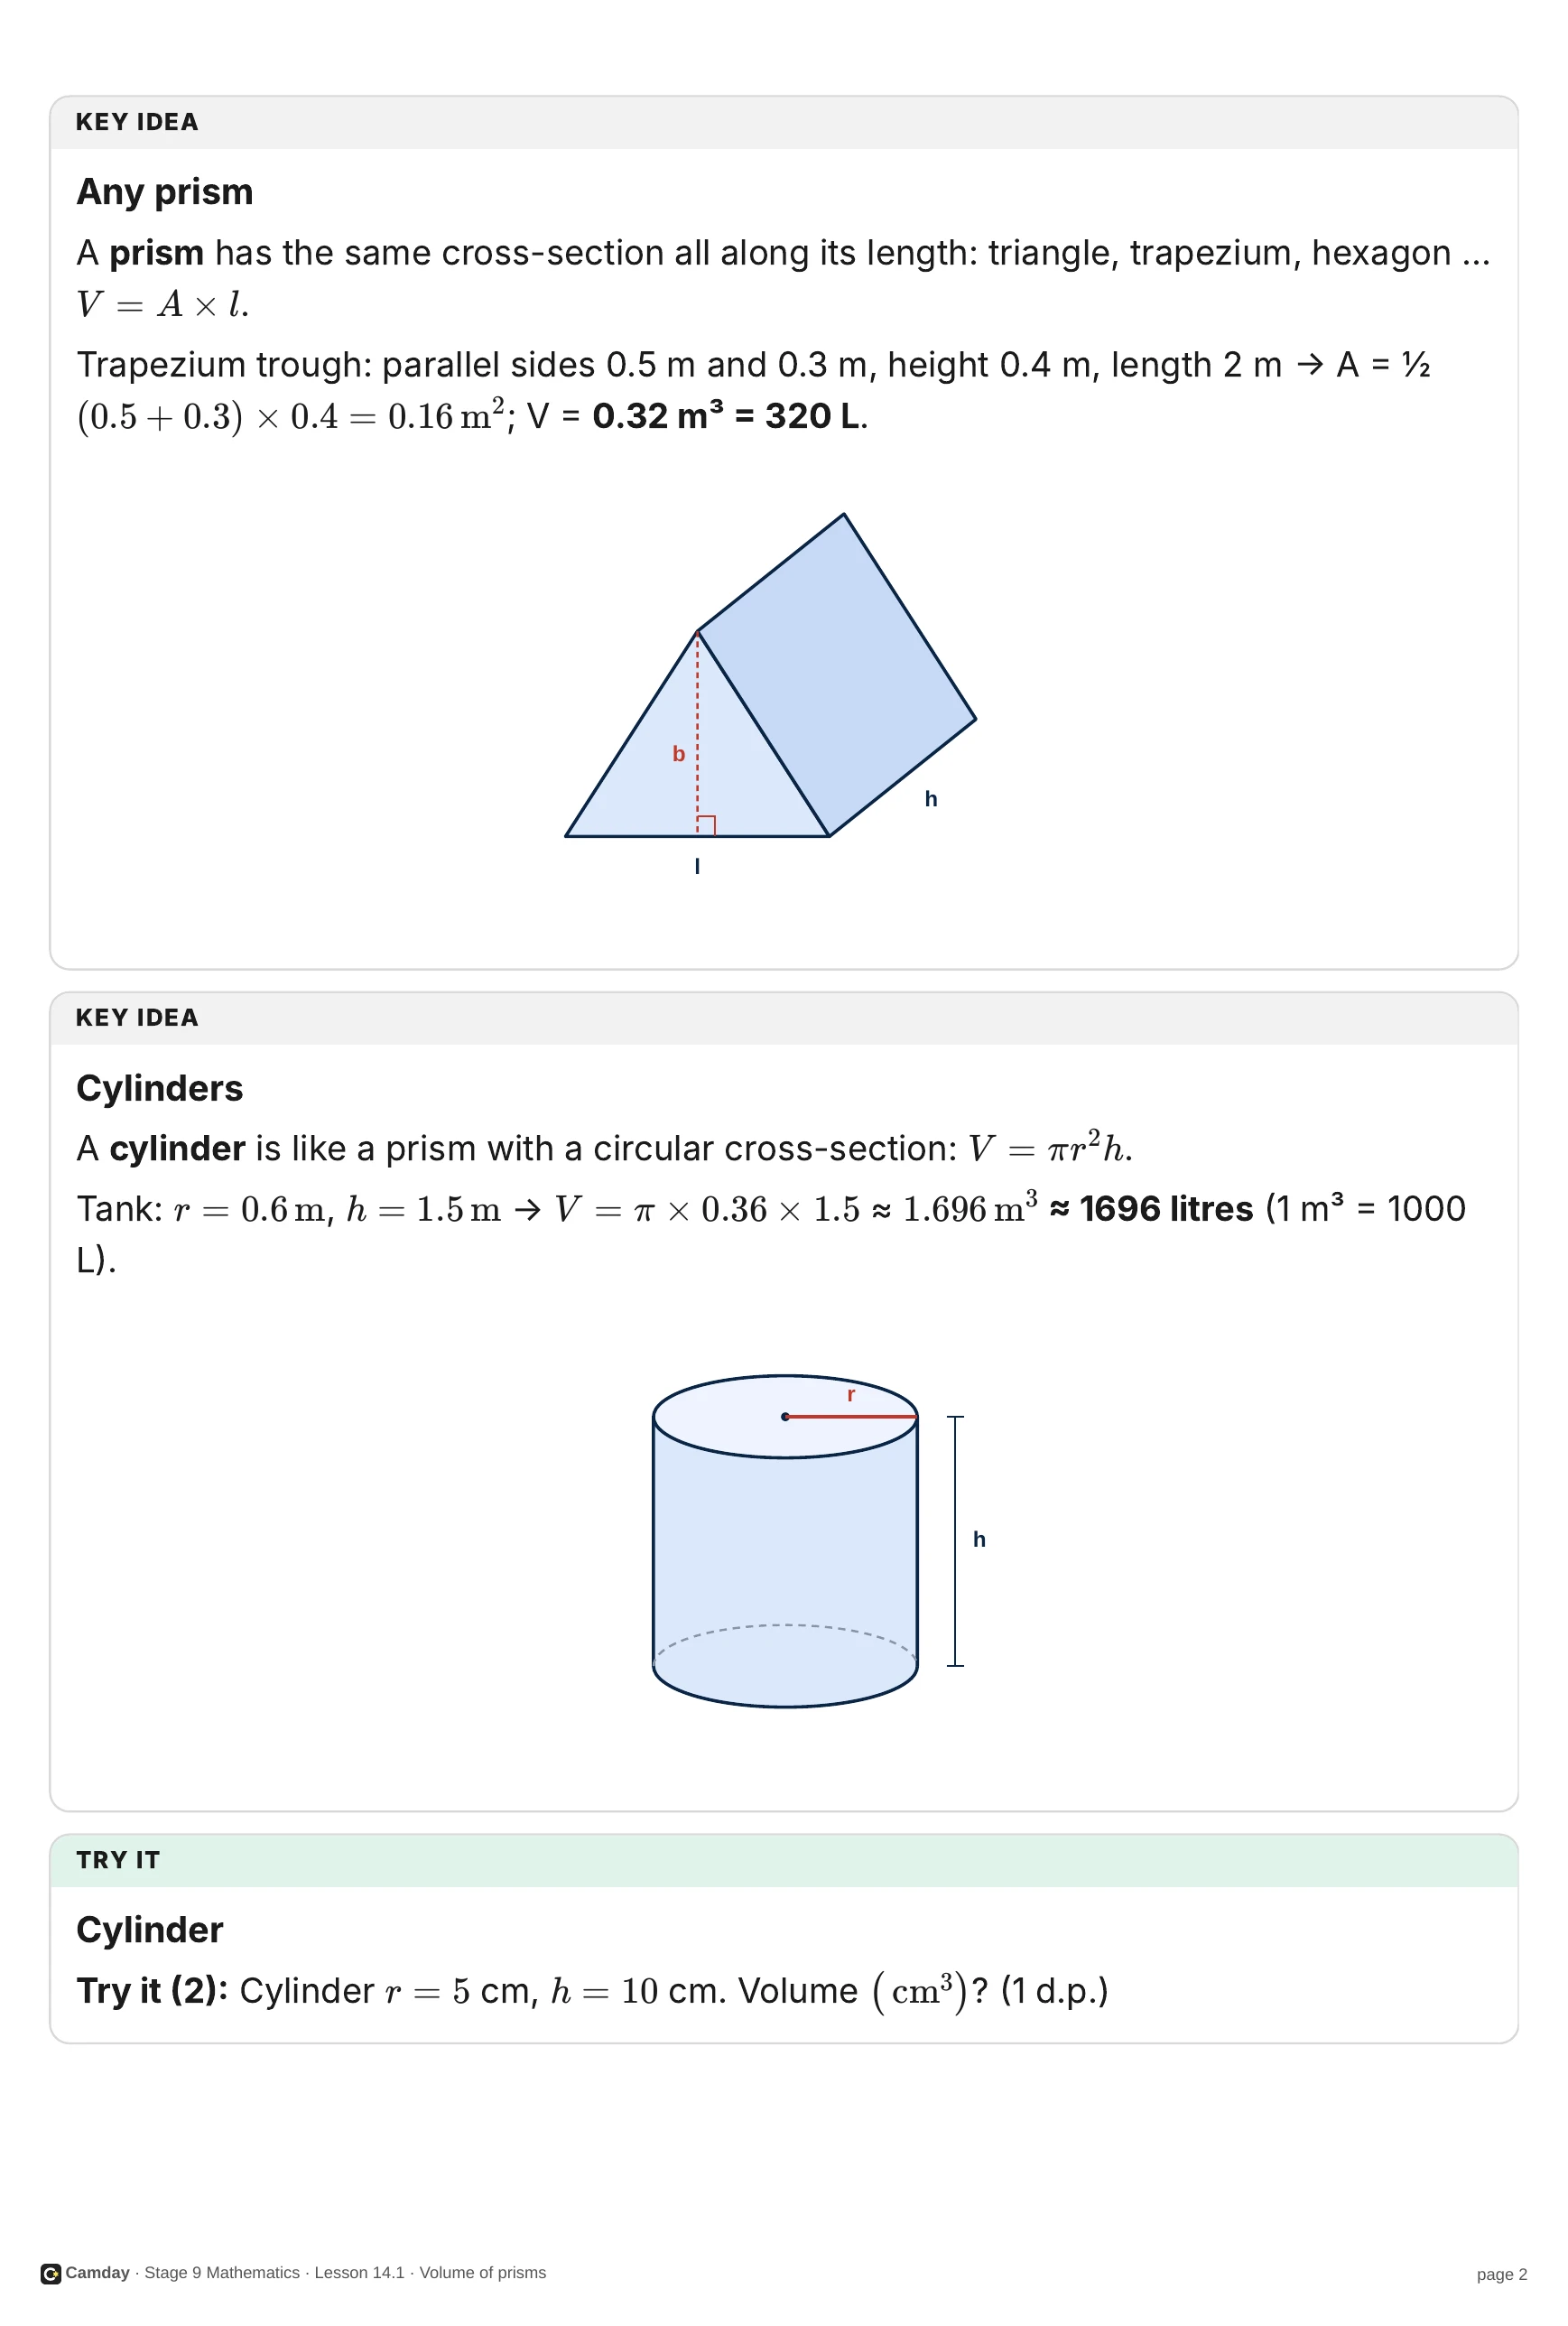 KEY IDEA
Any prism
A prism has the same cross-section all along its length: triangle, trapezium, hexagon ...
V = A × l.
Trapezium trough: parallel sides 0.5 m and 0.3 m, height 0.4 m, length 2 m → A = ½
(0.5 + 0.3) × 0.4 = 0.16 m²; V = 0.32 m³ = 320 L.
b
h
l
KEY IDEA
Cylinders
A cylinder is like a prism with a circular cross-section: V = πr²h.
Tank: r = 0.6 m, h = 1.5 m → V = π × 0.36 × 1.5 ≈ 1.696 m³ ≈ 1696 litres (1 m³ = 1000
L).
r
h
TRY IT
Cylinder
Try it (2): Cylinder r = 5 cm, h = 10 cm. Volume (cm³)? (1 d.p.)
Camday · Stage 9 Mathematics · Lesson 14.1 · Volume of prisms
page 2